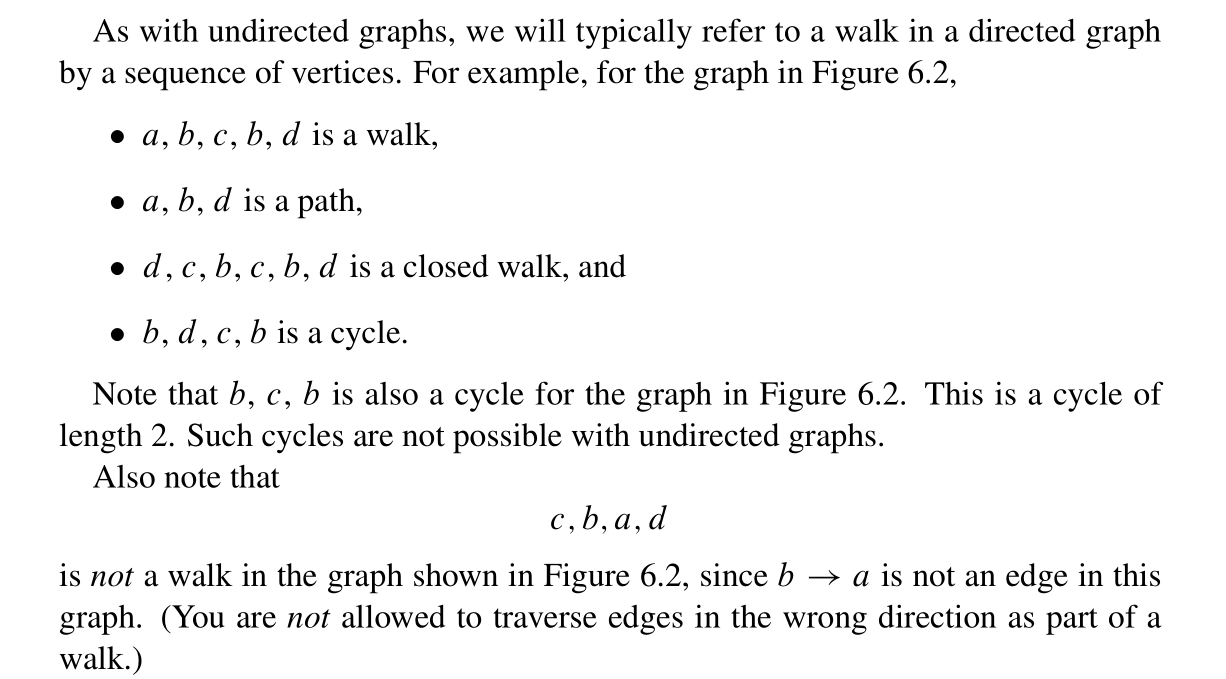 As with undirected graphs, we will typically refer to a walk in a directed graph
by a sequence of vertices. For example, for the graph in Figure 6.2,
• a, b, c, b, d is a walk,
• a, b, d is a path,
• d, c, b, c, b, d is a closed walk, and
• b, d, c, b is a cycle.
Note that b, c, b is also a cycle for the graph in Figure 6.2. This is a cycle of
length 2. Such cycles are not possible with undirected graphs.
Also note that
c, b, a, d
is not a walk in the graph shown in Figure 6.2, since b → a is not an edge in this
graph. (You are not allowed to traverse edges in the wrong direction as part of a
walk.)